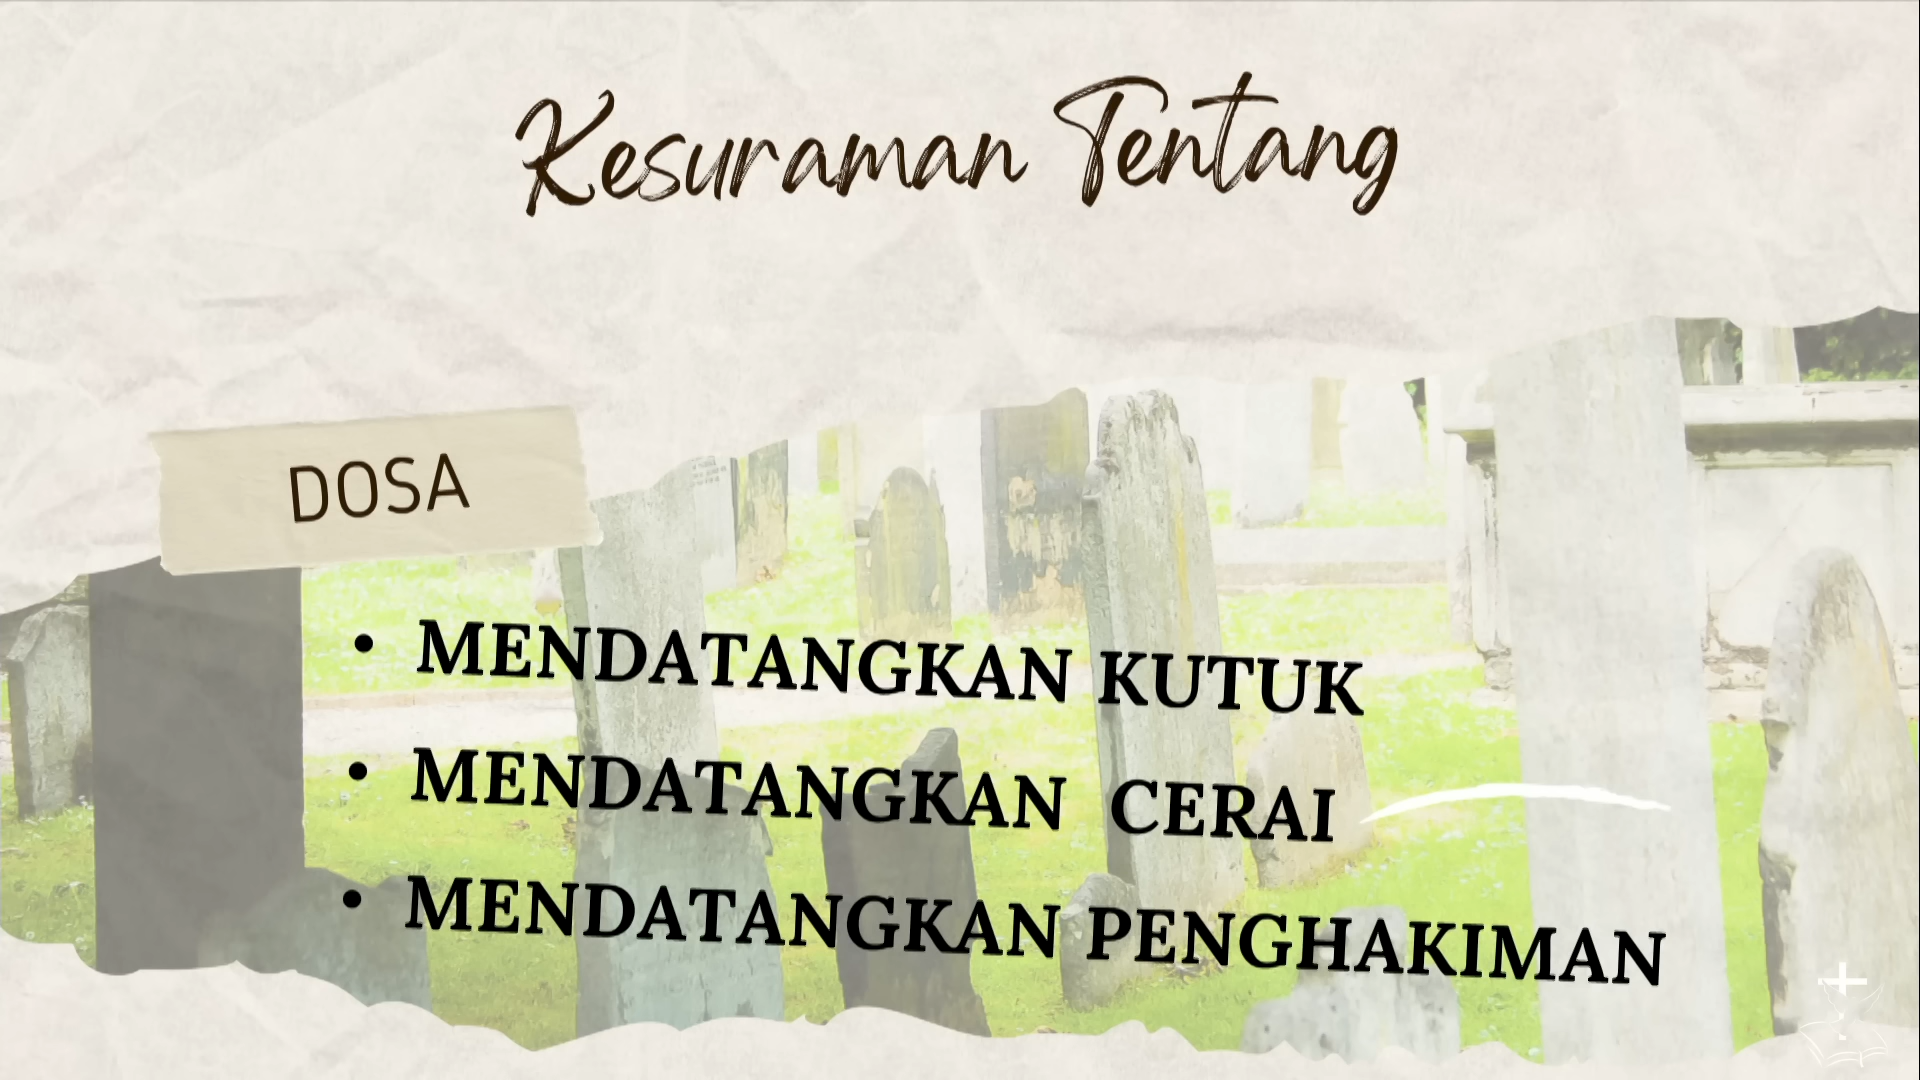 Kesuraman Tentang
DOSA
• MENDATANGKAN KUTUK
• MENDATANGKAN CERAI
• MENDATANGKAN PENGHAKIMAN